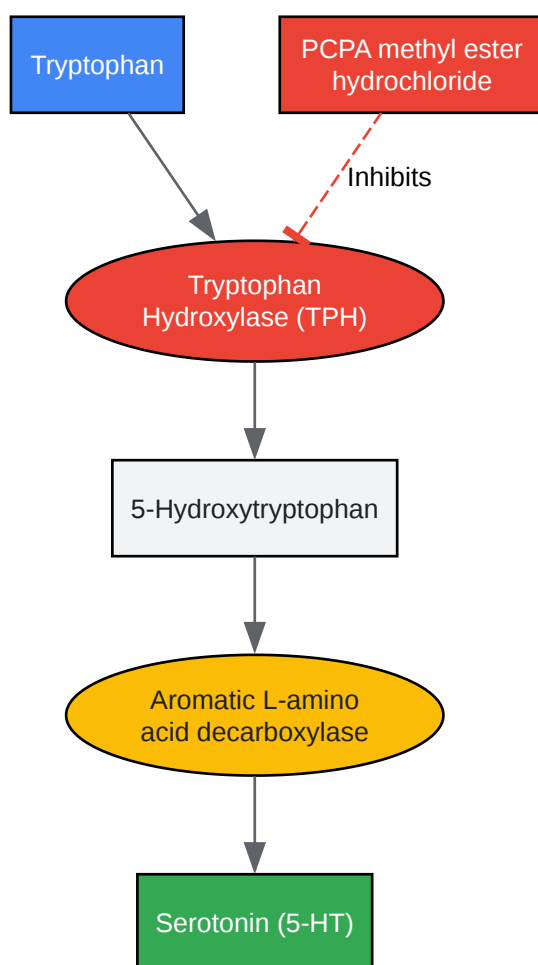 Tryptophan
PCPA methyl ester
hydrochloride
Inhibits
Tryptophan
Hydroxylase (TPH)
5-Hydroxytryptophan
Aromatic L-amino
acid decarboxylase
Serotonin (5-HT)